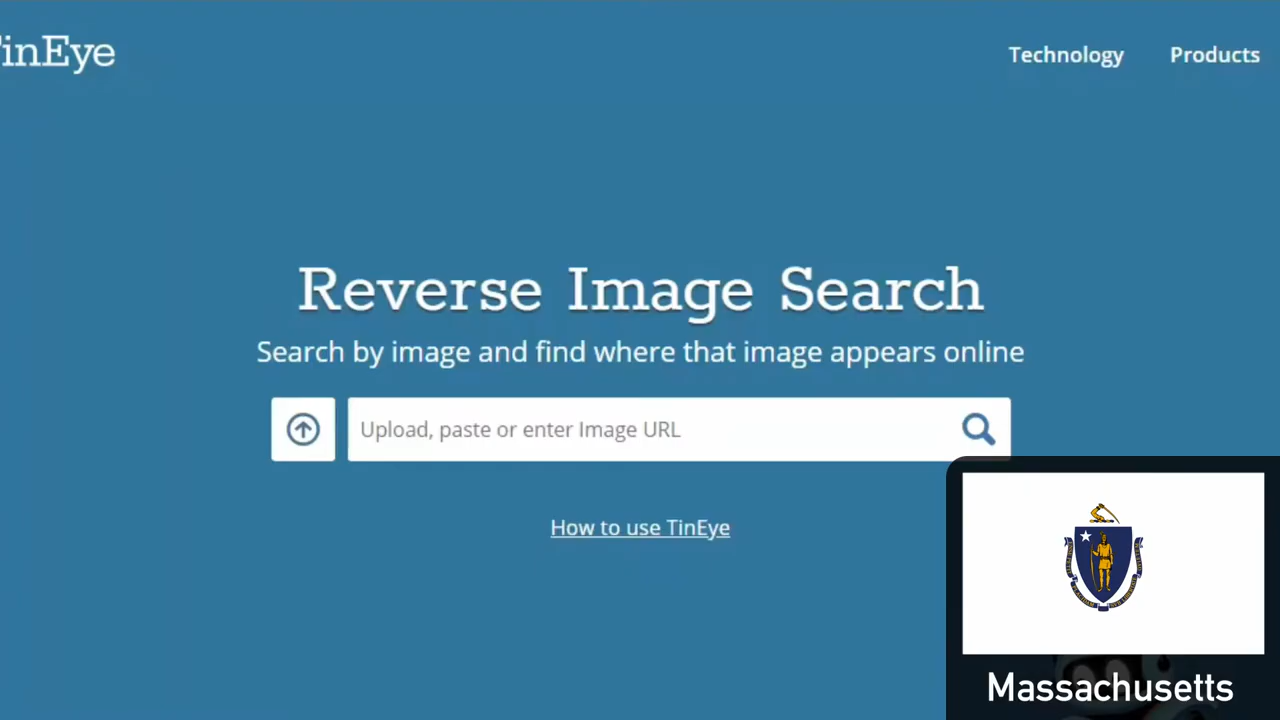 TinEye
Technology
Products
Reverse Image Search
Search by image and find where that image appears online
Upload, paste or enter Image URL
How to use TinEye
Massachusetts